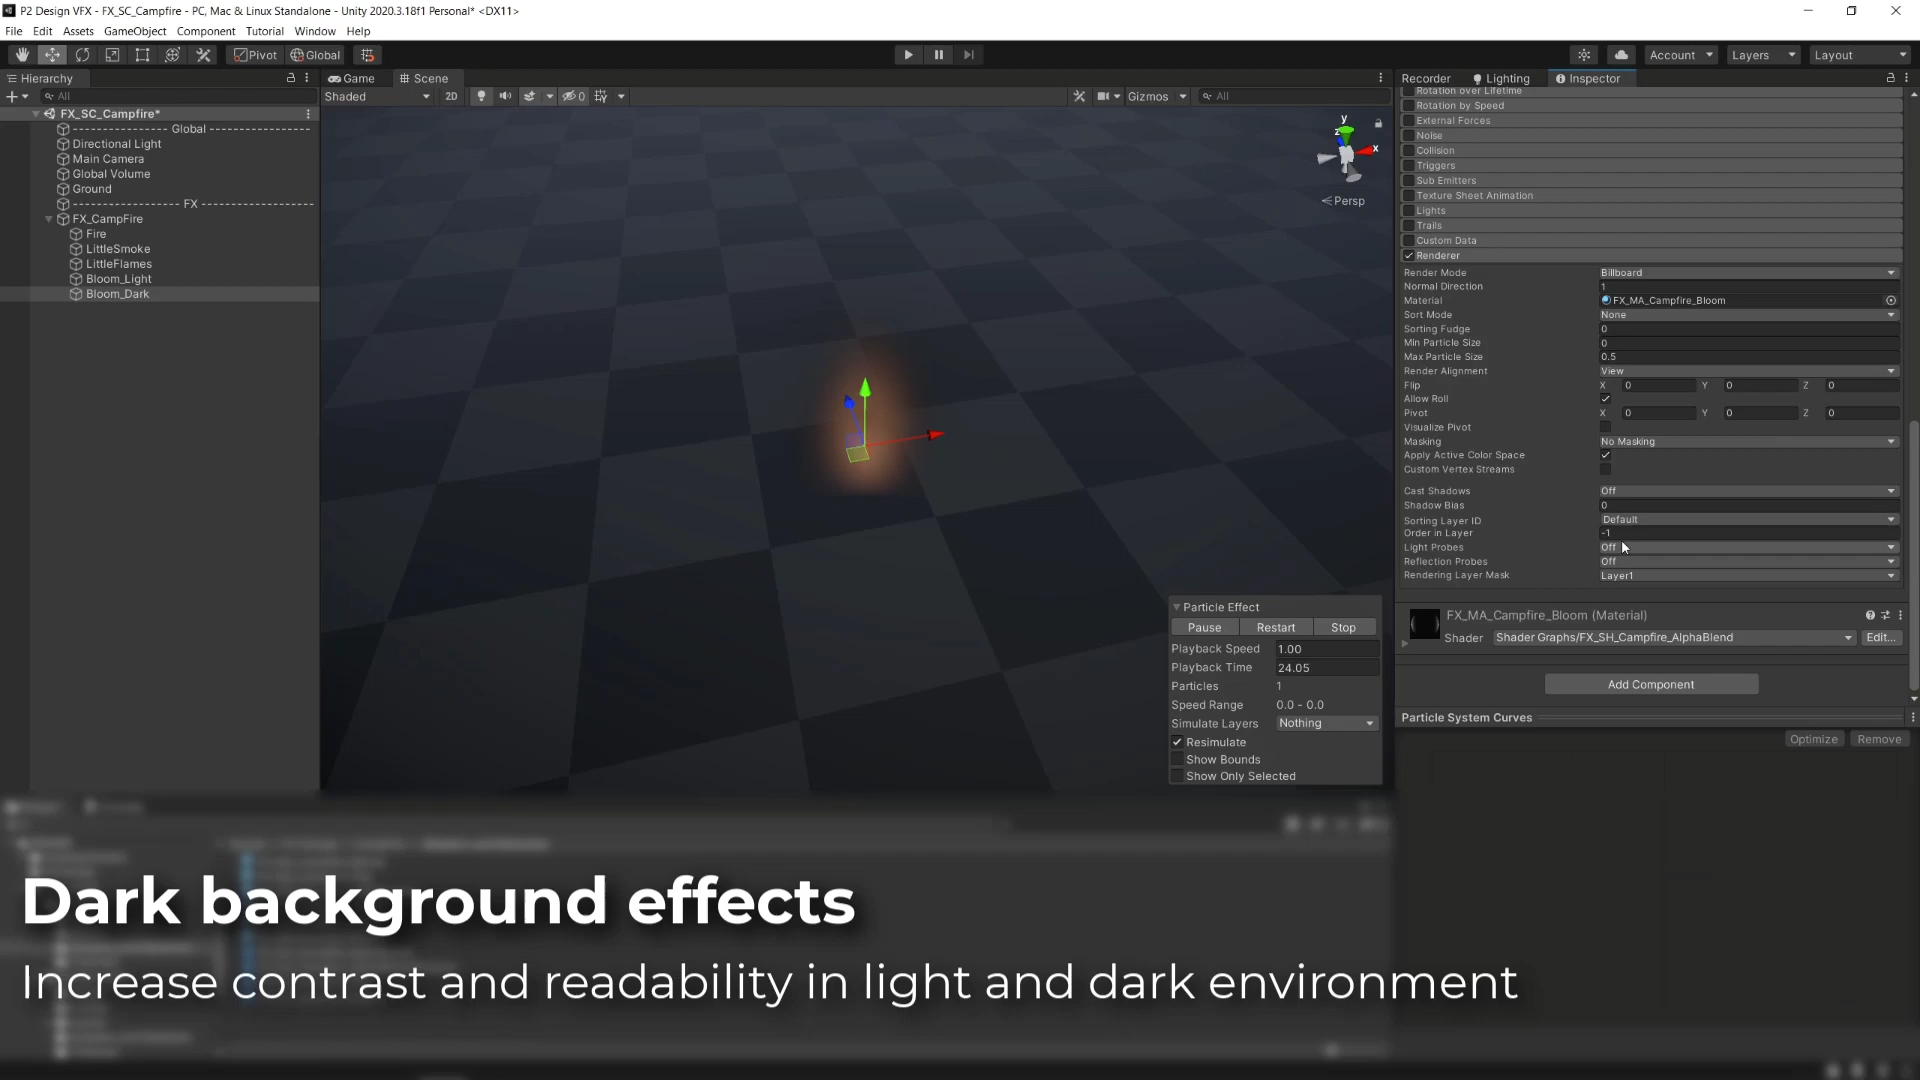 P2 Design VFX - FX_SC_Campfire - PC, Mac & Linux Standalone - Unity 2020.3.18f1 Personal* <DX11>
File Edit Assets GameObject Component Tutorial Window Help
Pivot Global Account Layers Layout
Hierarchy Game Scene Recorder Lighting Inspector
All Shaded 2D 0 Gizmos All
FX_SC_Campfire*
---------------- Global ----------------
Directional Light
Main Camera
Global Volume
Ground
------------------ FX ------------------
FX_CampFire
Fire
LittleSmoke
LittleFlames
Bloom_Light
Bloom_Dark
y
z
x
Persp
Particle Effect
Pause Restart Stop
Playback Speed 1.00
Playback Time 24.05
Particles 1
Speed Range 0.0 - 0.0
Simulate Layers Nothing
Resimulate
Show Bounds
Show Only Selected
Rotation over Lifetime
Rotation by Speed
External Forces
Noise
Collision
Triggers
Sub Emitters
Texture Sheet Animation
Lights
Trails
Custom Data
Renderer
Render Mode Billboard
Normal Direction 1
Material FX_MA_Campfire_Bloom
Sort Mode None
Sorting Fudge 0
Min Particle Size 0
Max Particle Size 0.5
Render Alignment View
Flip X 0 Y 0 Z 0
Allow Roll
Pivot X 0 Y 0 Z 0
Visualize Pivot
Masking No Masking
Apply Active Color Space
Custom Vertex Streams
Cast Shadows Off
Shadow Bias 0
Sorting Layer ID Default
Order in Layer -1
Light Probes Off
Reflection Probes Off
Rendering Layer Mask Layer1
FX_MA_Campfire_Bloom (Material)
Shader Shader Graphs/FX_SH_Campfire_AlphaBlend Edit...
Add Component
Particle System Curves
Optimize Remove
Dark background effects
Increase contrast and readability in light and dark environment